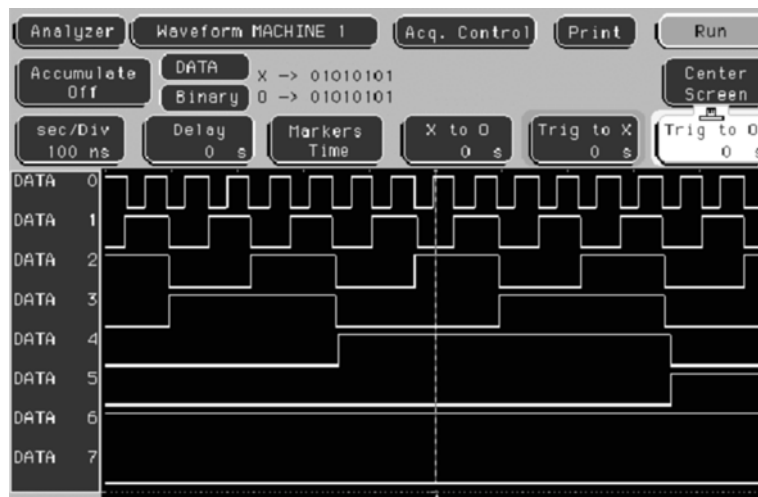 Analyzer Waveform MACHINE 1 Acq. Control Print Run
Accumulate Off DATA X -> 01010101 Center Screen
Binary O -> 01010101
sec/Div Delay Markers X to O Trig to X Trig to O
100 ns 0 s Time 0 s 0 s 0 s
DATA 0
DATA 1
DATA 2
DATA 3
DATA 4
DATA 5
DATA 6
DATA 7